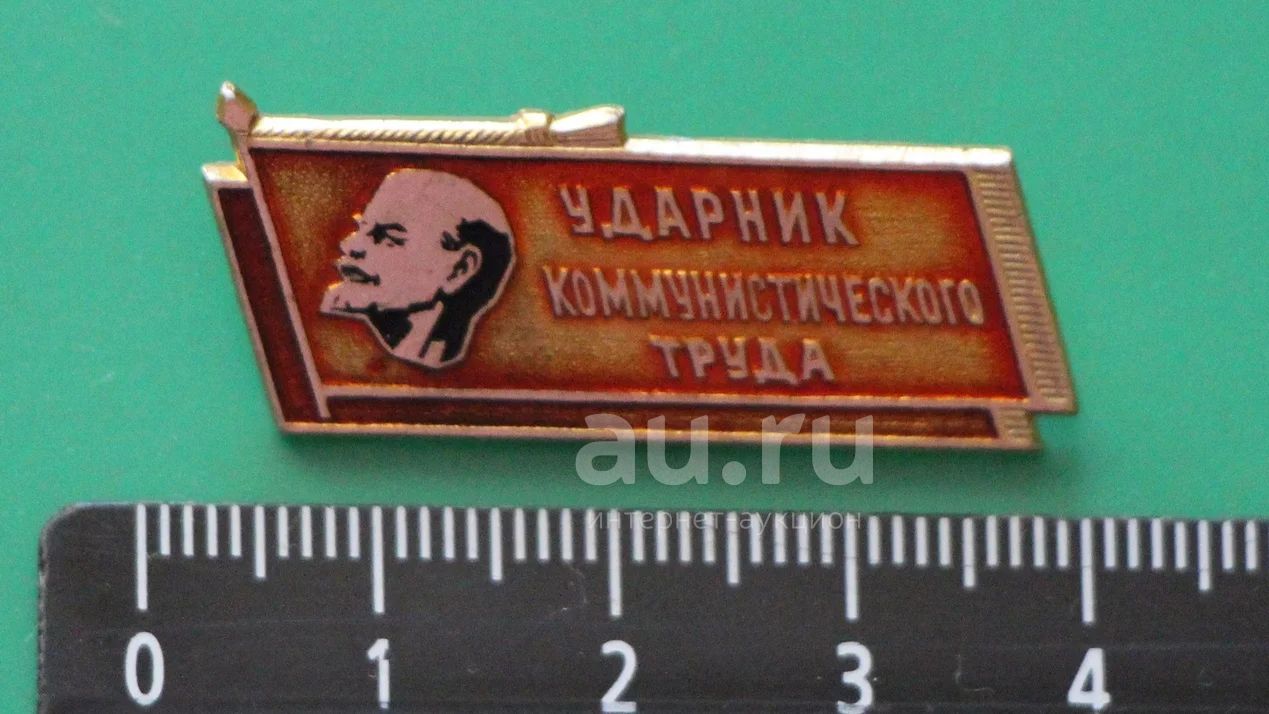 УДАРНИК
КОММУНИСТИЧЕСКОГО
ТРУДА
au.ru
интернет-аукцион
0 1 2 3 4